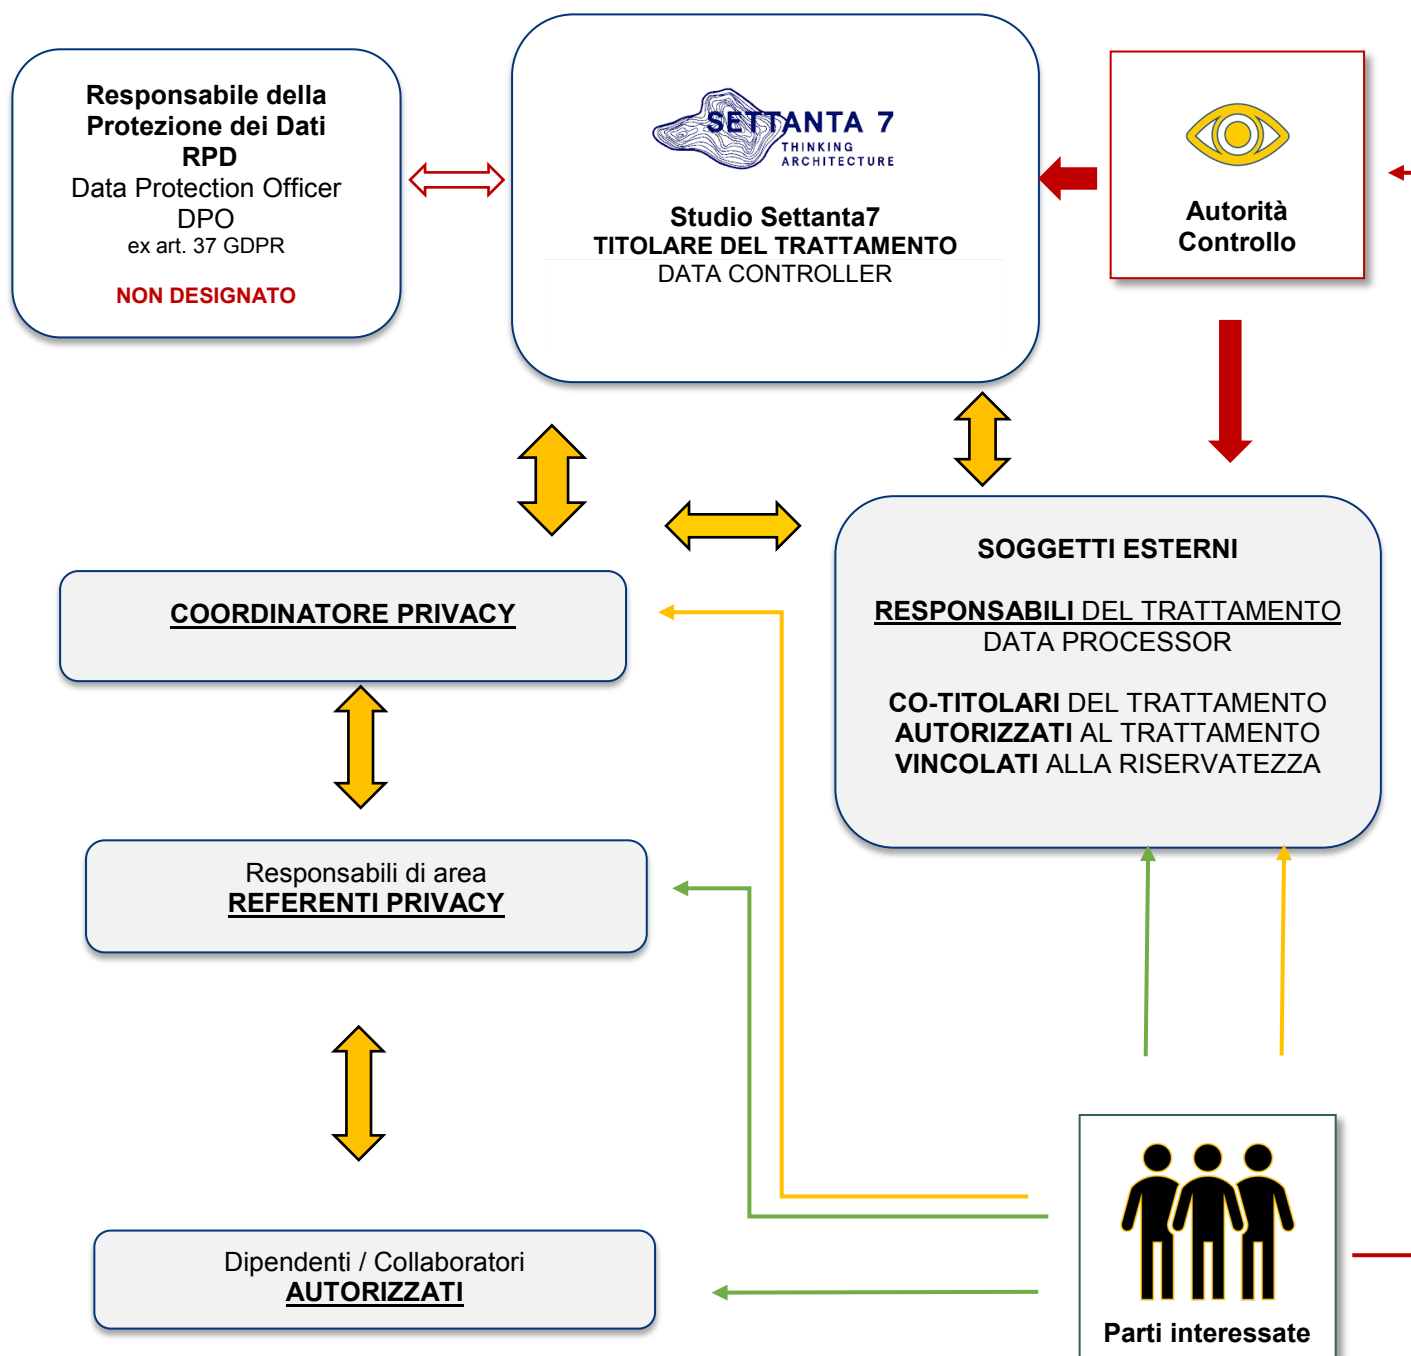 Responsabile della
Protezione dei Dati
RPD
Data Protection Officer
DPO
ex art. 37 GDPR
NON DESIGNATO
SETTANTA 7
THINKING
ARCHITECTURE
Studio Settanta7
TITOLARE DEL TRATTAMENTO
DATA CONTROLLER
Autorità
Controllo
SOGGETTI ESTERNI
RESPONSABILI DEL TRATTAMENTO
DATA PROCESSOR
CO-TITOLARI DEL TRATTAMENTO
AUTORIZZATI AL TRATTAMENTO
VINCOLATI ALLA RISERVATEZZA
COORDINATORE PRIVACY
Responsabili di area
REFERENTI PRIVACY
Dipendenti / Collaboratori
AUTORIZZATI
Parti interessate